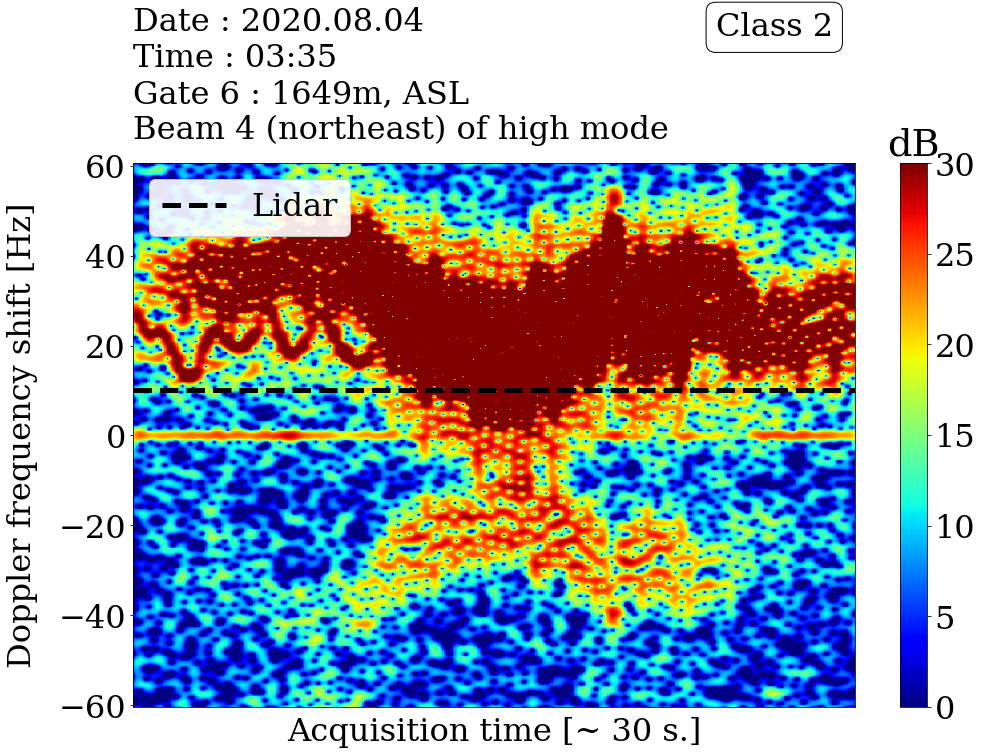 Date : 2020.08.04
Time : 03:35
Gate 6 : 1649m, ASL
Beam 4 (northeast) of high mode
Class 2
dB
Lidar
60
40
20
0
−20
−40
−60
Doppler frequency shift [Hz]
Acquisition time [~ 30 s.]
30
25
20
15
10
5
0